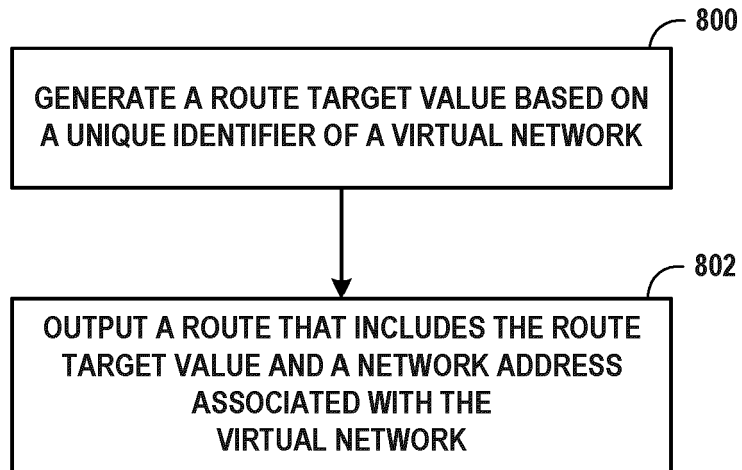 800
GENERATE A ROUTE TARGET VALUE BASED ON
A UNIQUE IDENTIFIER OF A VIRTUAL NETWORK
802
OUTPUT A ROUTE THAT INCLUDES THE ROUTE
TARGET VALUE AND A NETWORK ADDRESS
ASSOCIATED WITH THE
VIRTUAL NETWORK